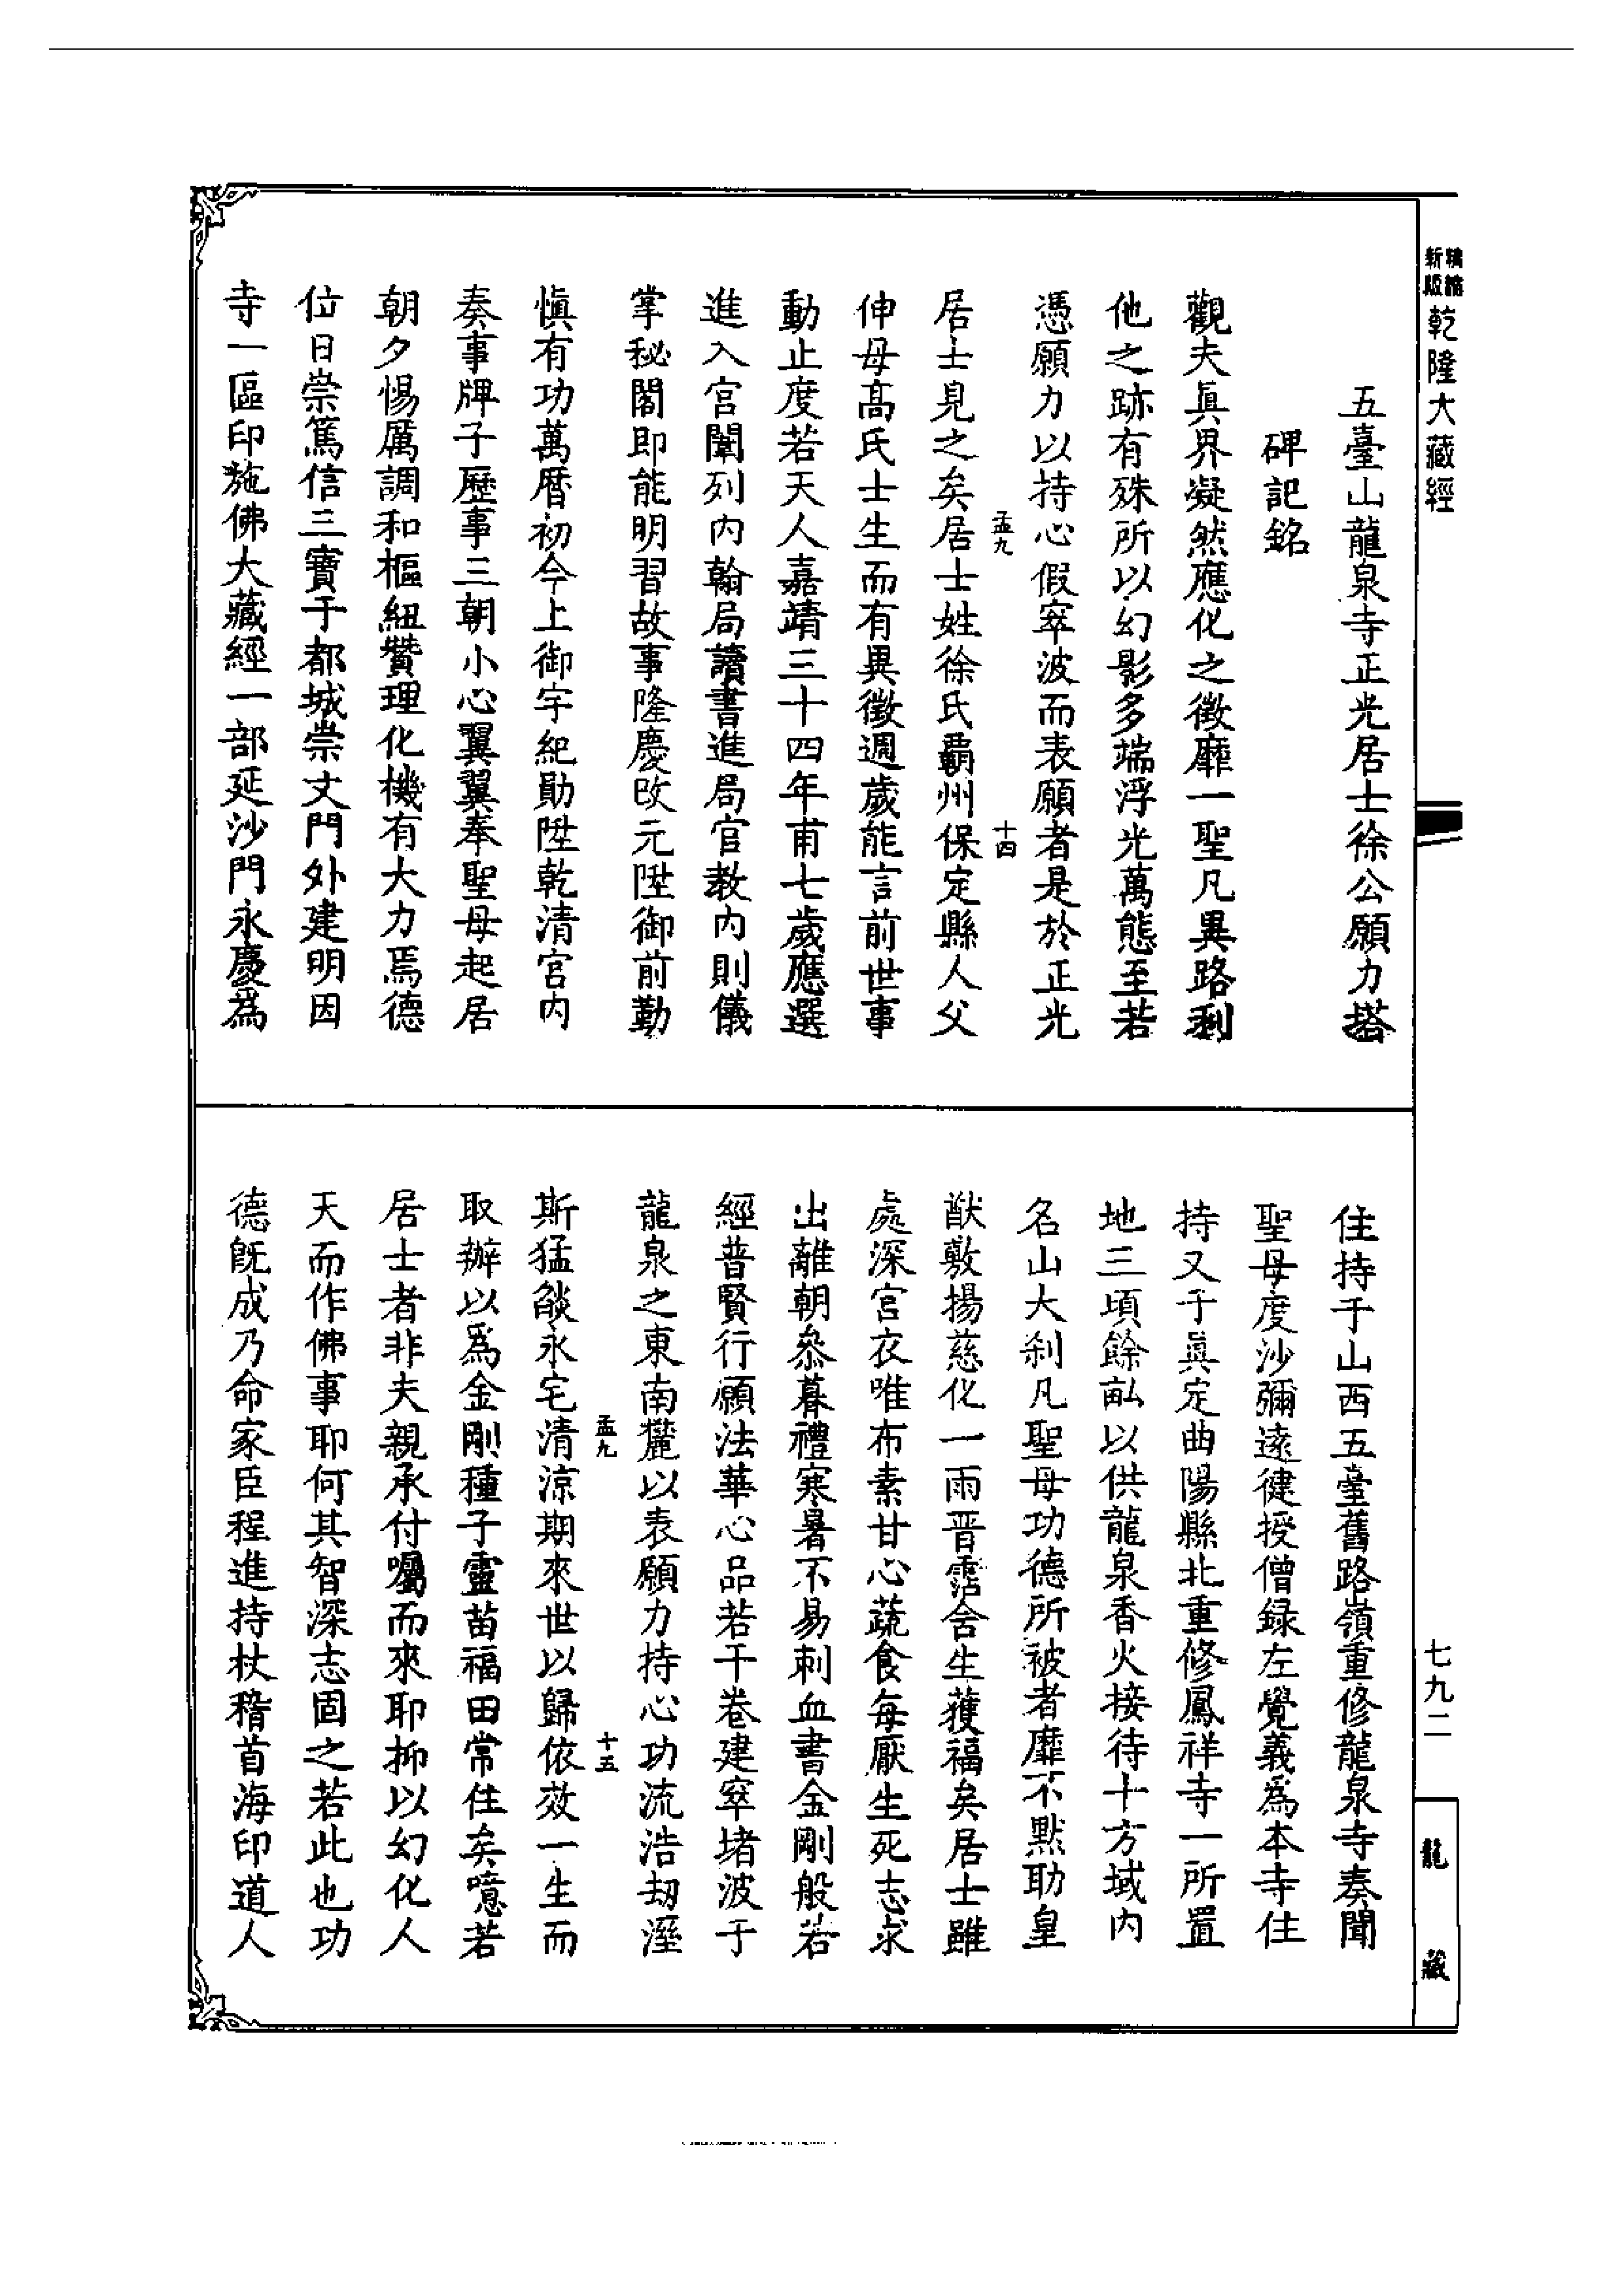 精縮
新版
乾隆大藏經
五臺山龍泉寺正光居士徐公願力塔
碑記銘
觀夫眞界凝然應化之徵靡一聖凡異路利
他之跡有殊所以幻影多端浮光萬態至若
憑願力以持心假窣波而表願者是於正光
孟九
十四
居士見之矣居士姓徐氏霸州保定縣人父
伸母高氏士生而有異徵週歲能言前世事
動止度若天人嘉靖三十四年甫七歲應選
進入宮闈列內翰局讀書進局官教內則儀
掌秘閣即能明習故事隆慶改元陞御前勤
慎有功萬曆初今上御宇紀勛陞乾清宮內
奏事牌子歷事三朝小心翼翼奉聖母起居
朝夕惕厲調和樞紐贊理化機有大力焉德
位日崇篤信三寶于都城崇文門外建明因
寺一區印施佛大藏經一部延沙門永慶為
住持于山西五臺舊路嶺重修龍泉寺奏聞
聖母度沙彌遠徤授僧録左覺義為本寺住
持又于眞定曲陽縣北重修鳳祥寺一所置
地三頃餘畝以供龍泉香火接待十方域內
名山大剎凡聖母功德所被者靡不黙助皇
猷敷揚慈化一雨晋霑含生獲福矣居士雖
處深宮衣唯布素甘心蔬食每厭生死志求
出離朝叅暮禮寒暑不易刺血書金剛般若
經普賢行願法華心品若干卷建窣堵波于
龍泉之東南麓以表願力持心功流浩劫溼
孟九
十五
斯猛燄永宅清涼期來世以歸依效一生而
取辦以為金剛種子靈苗福田常住矣噫若
居士者非夫親承付囑而來耶抑以幻化人
天而作佛事耶何其智深志固之若此也功
德旣成乃命家臣程進持杖稽首海印道人
七九二
龍藏